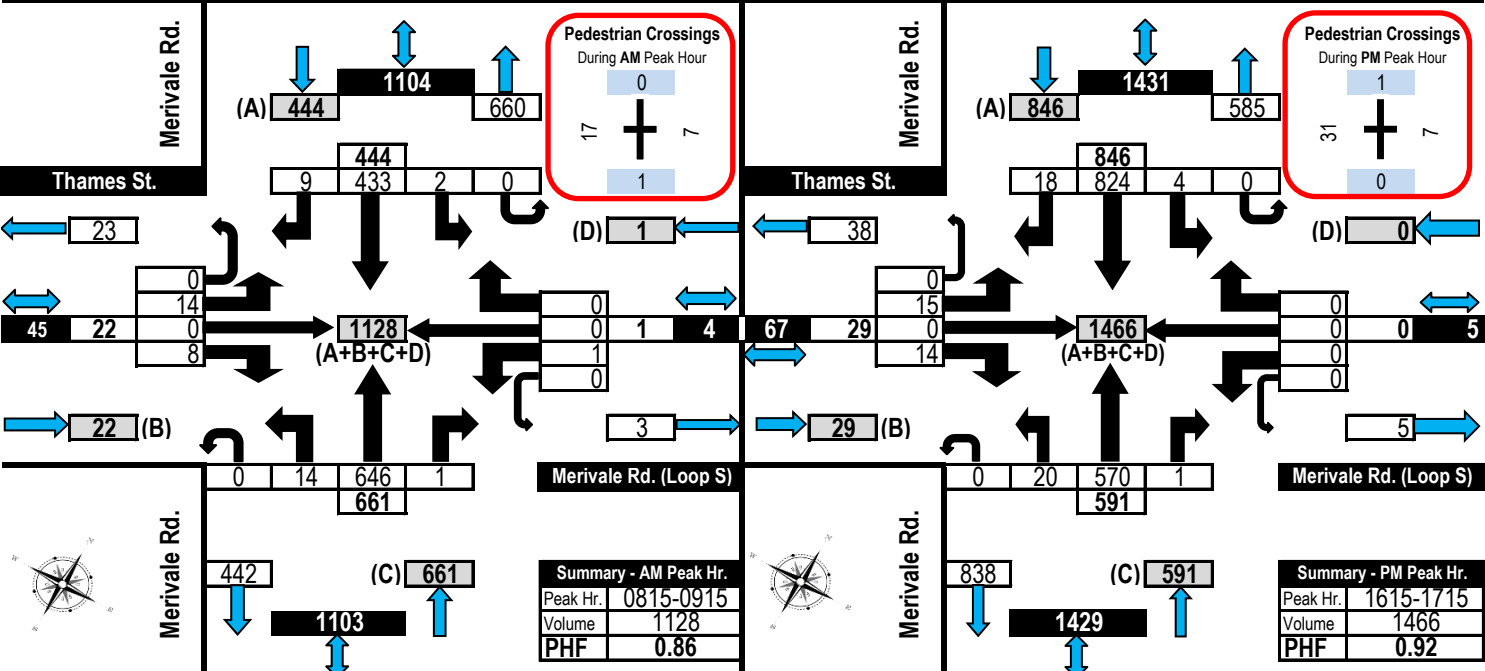 Merivale Rd.
Thames St.
Pedestrian Crossings
During AM Peak Hour
0
17
7
1
1104
(A) 444
660
444
9 433 2 0
23
(D) 1
0
14
0
8
45 22
1128
(A+B+C+D)
0
0
1
0
1 4
22 (B)
3
0 14 646 1
661
Merivale Rd. (Loop S)
Merivale Rd.
442
(C) 661
1103
Summary - AM Peak Hr.
Peak Hr. 0815-0915
Volume 1128
PHF 0.86
Merivale Rd.
Thames St.
Pedestrian Crossings
During PM Peak Hour
1
31
7
0
1431
(A) 846
585
846
18 824 4 0
38
(D) 0
0
15
0
14
67 29
1466
(A+B+C+D)
0
0
0
0
0 5
29 (B)
5
0 20 570 1
591
Merivale Rd. (Loop S)
Merivale Rd.
838
(C) 591
1429
Summary - PM Peak Hr.
Peak Hr. 1615-1715
Volume 1466
PHF 0.92